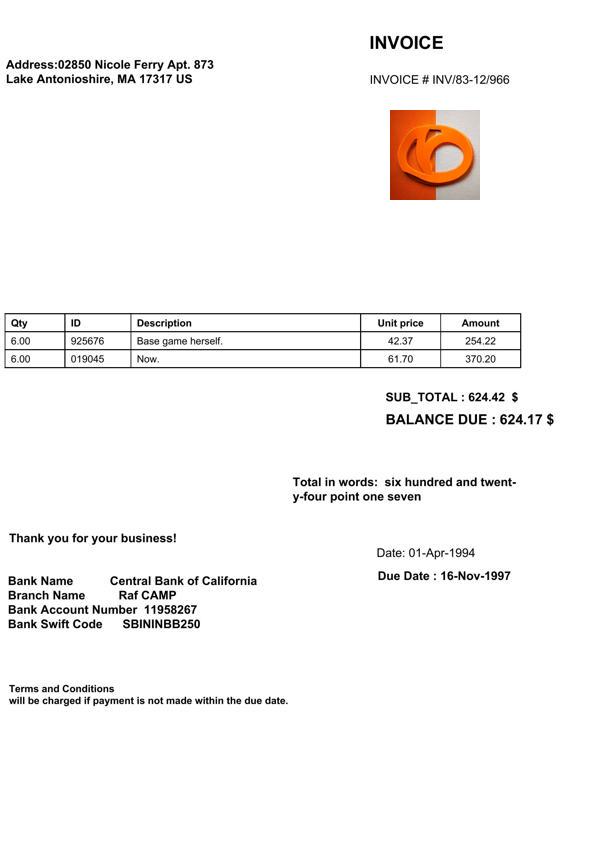 INVOICE
Address:02850 Nicole Ferry Apt. 873
Lake Antonioshire, MA 17317 US
INVOICE # INV/83-12/966
Qty ID Description Unit price Amount
6.00 925676 Base game herself. 42.37 254.22
6.00 019045 Now. 61.70 370.20
SUB_TOTAL : 624.42 $
BALANCE DUE : 624.17 $
Total in words: six hundred and twent-
y-four point one seven
Thank you for your business!
Date: 01-Apr-1994
Due Date : 16-Nov-1997
Bank Name Central Bank of California
Branch Name Raf CAMP
Bank Account Number 11958267
Bank Swift Code SBININBB250
Terms and Conditions
will be charged if payment is not made within the due date.